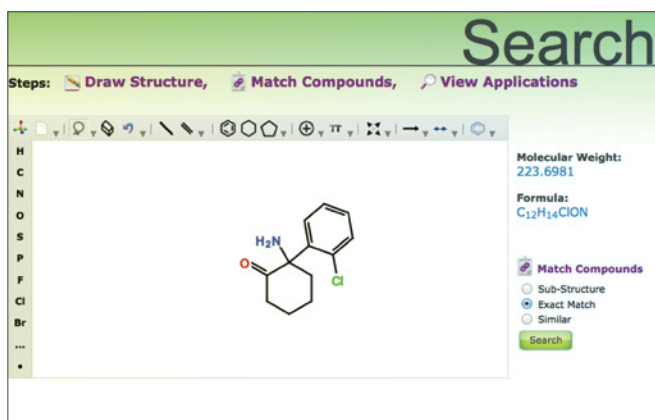 Search
Steps: Draw Structure, Match Compounds, View Applications
H
C
N
O
S
P
F
Cl
Br
...
H₂N
O
Cl
Molecular Weight:
223.6981
Formula:
C₁₂H₁₄ClON
Match Compounds
Sub-Structure
Exact Match
Similar
Search